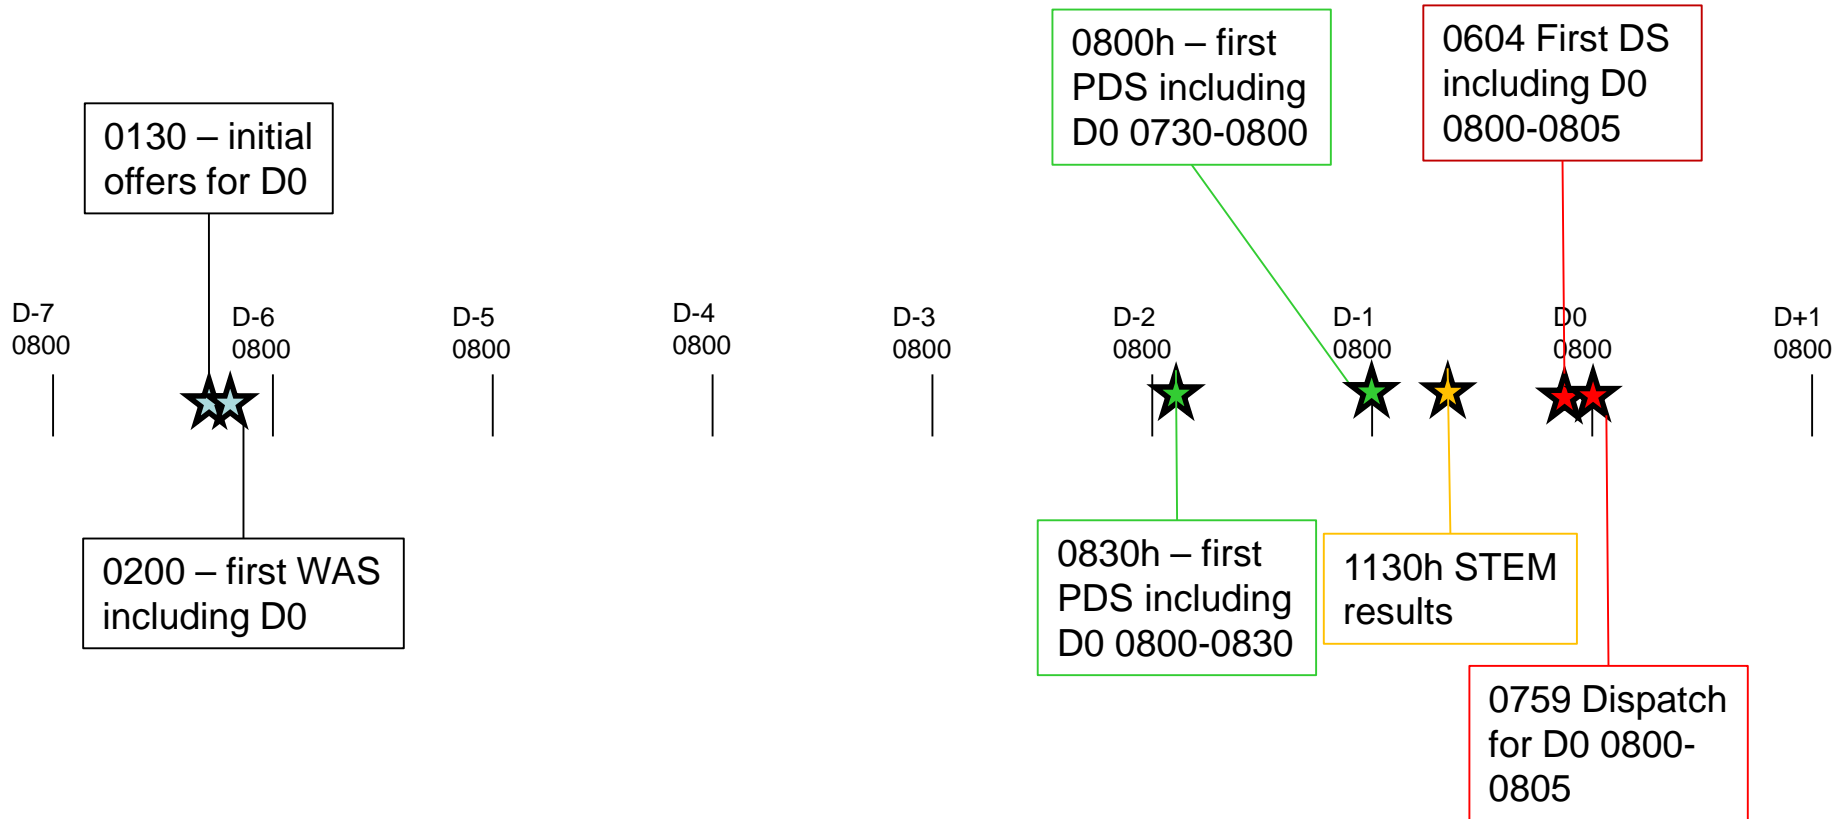 0800h – first
PDS including
D0 0730-0800
0604 First DS
including D0
0800-0805
0130 – initial
offers for D0
D-7
0800
D-6
0800
D-5
0800
D-4
0800
D-3
0800
D-2
0800
D-1
0800
D0
0800
D+1
0800
0200 – first WAS
including D0
0830h – first
PDS including
D0 0800-0830
1130h STEM
results
0759 Dispatch
for D0 0800-
0805